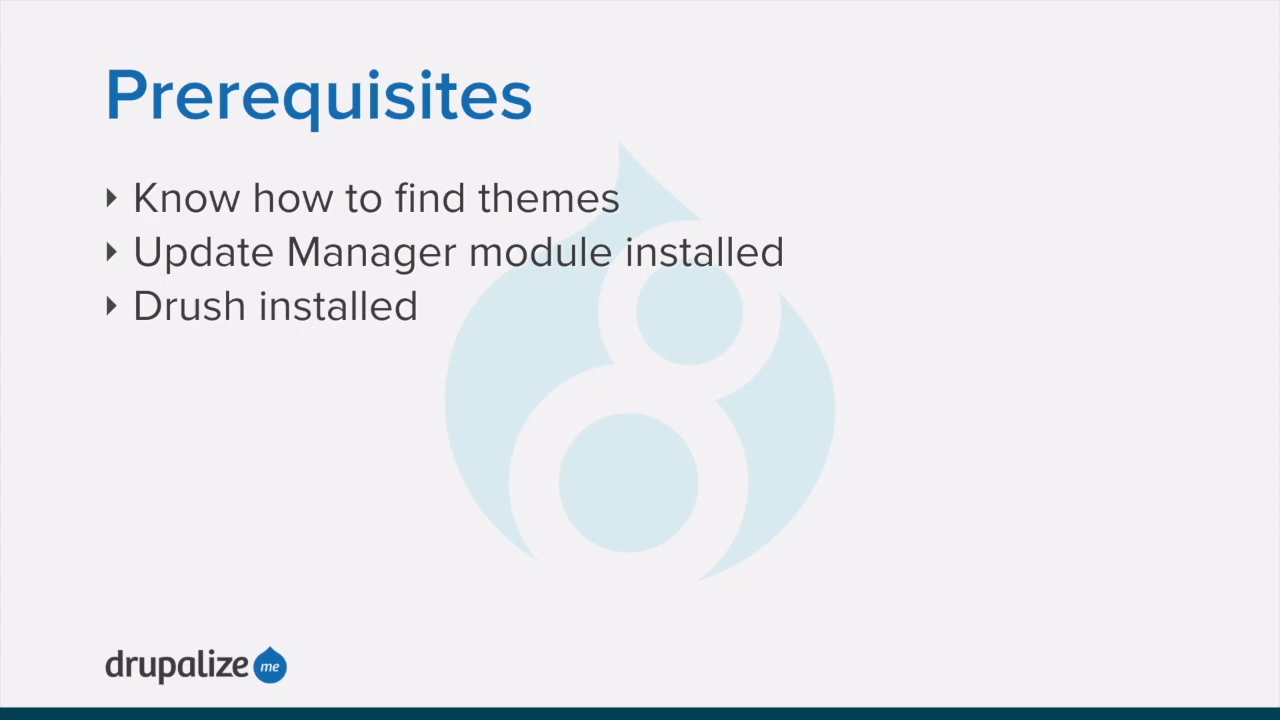 Prerequisites
Know how to find themes
Update Manager module installed
Drush installed
drupalize me